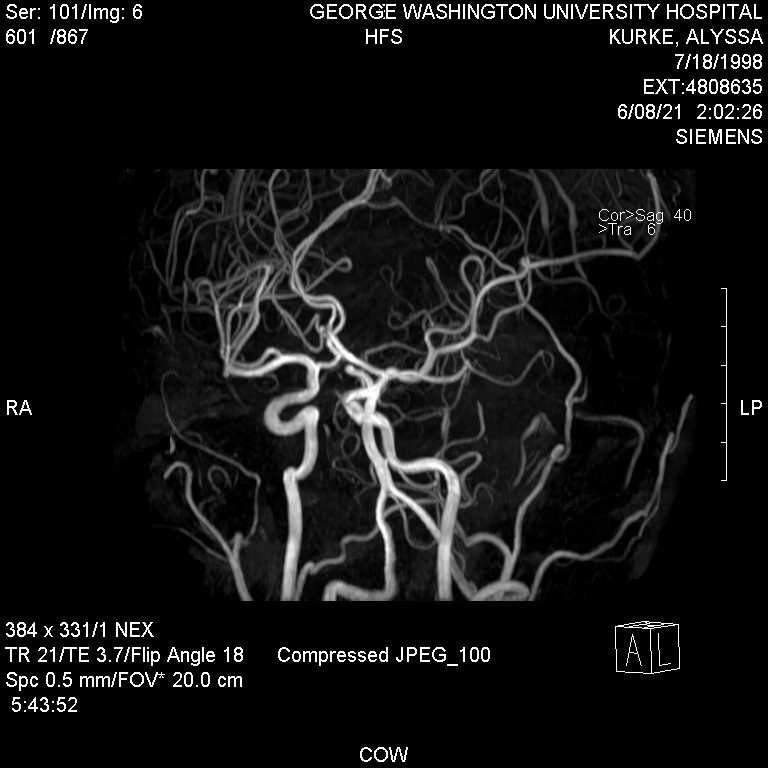 Ser: 101/Img: 6
GEORGE WASHINGTON UNIVERSITY HOSPITAL
601 /867
HFS
KURKE, ALYSSA
7/18/1998
EXT:4808635
6/08/21 2:02:26
SIEMENS
Cor>Sag 40
>Tra 6
RA
LP
384 x 331/1 NEX
TR 21/TE 3.7/Flip Angle 18
Compressed JPEG_100
Spc 0.5 mm/FOV* 20.0 cm
5:43:52
A L
COW